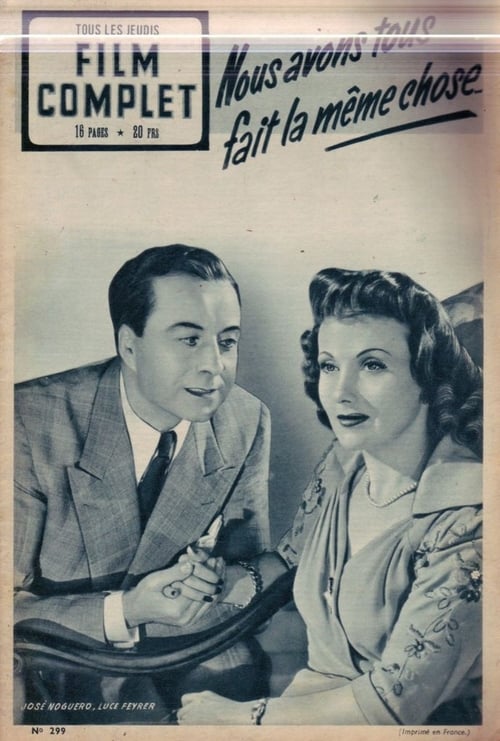 TOUS LES JEUDIS
FILM
COMPLET
16 PAGES ★ 20 FRS
Nous avons tous
fait la même chose...
JOSÉ NOGUERO, LUCE FEYRER
No 299
(Imprimé en France.)